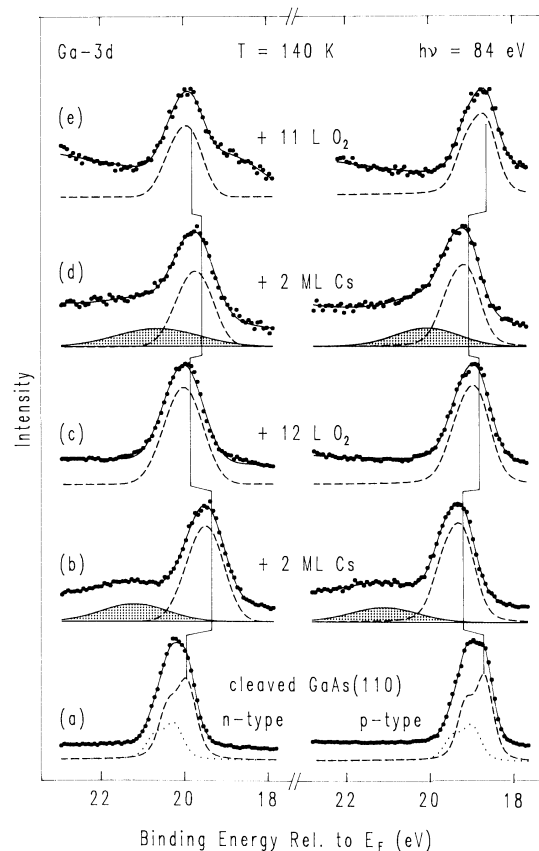 Ga-3d T = 140 K hν = 84 eV
(e) + 11 L O₂
(d) + 2 ML Cs
(c) + 12 L O₂
(b) + 2 ML Cs
cleaved GaAs(110)
(a) n-type p-type
Intensity
22 20 18 22 20 18
Binding Energy Rel. to E_F (eV)